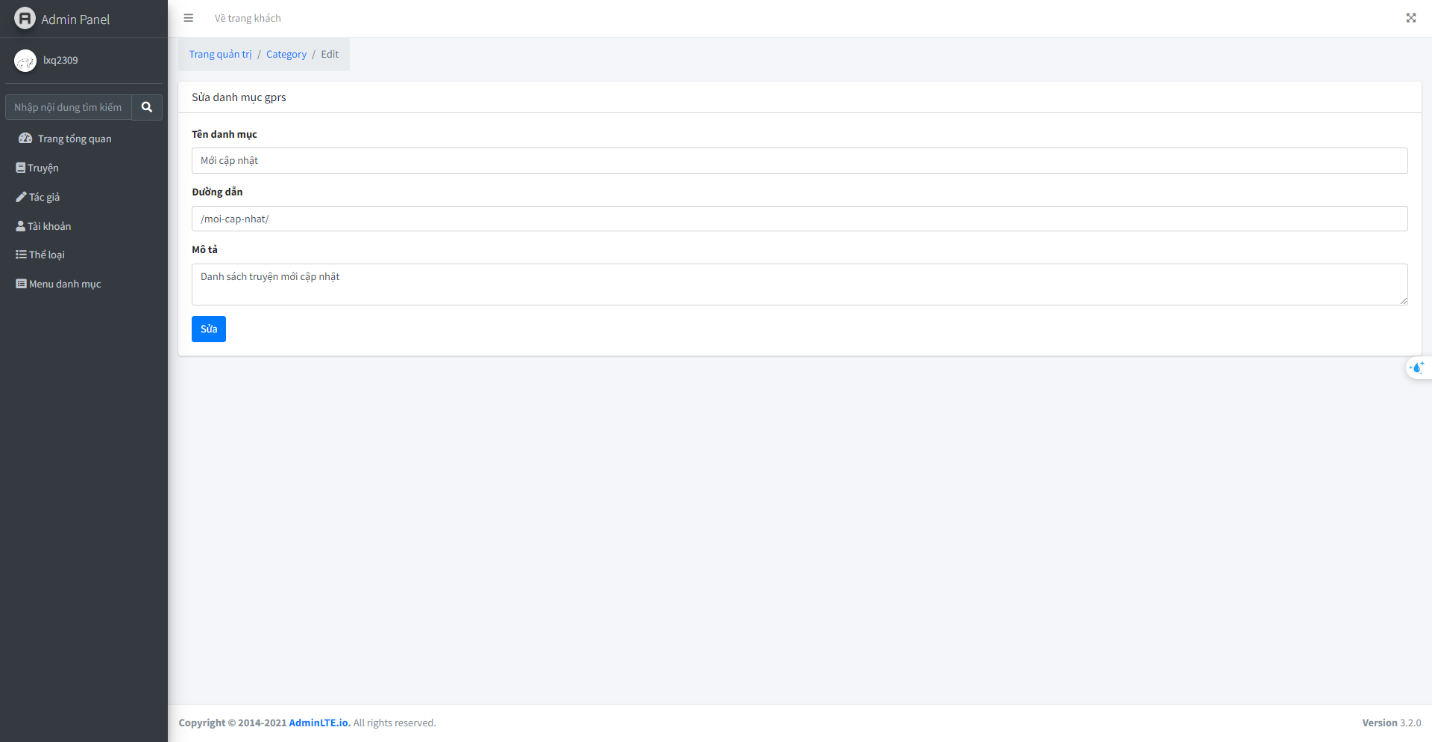 Admin Panel
Về trang khách
lxq2309
Trang quản trị / Category / Edit
Nhập nội dung tìm kiếm
Trang tổng quan
Truyện
Tác giả
Tài khoản
Thể loại
Menu danh mục
Sửa danh mục gprs
Tên danh mục
Mới cập nhật
Đường dẫn
/moi-cap-nhat/
Mô tả
Danh sách truyện mới cập nhật
Sửa
Copyright © 2014-2021 AdminLTE.io. All rights reserved.
Version 3.2.0